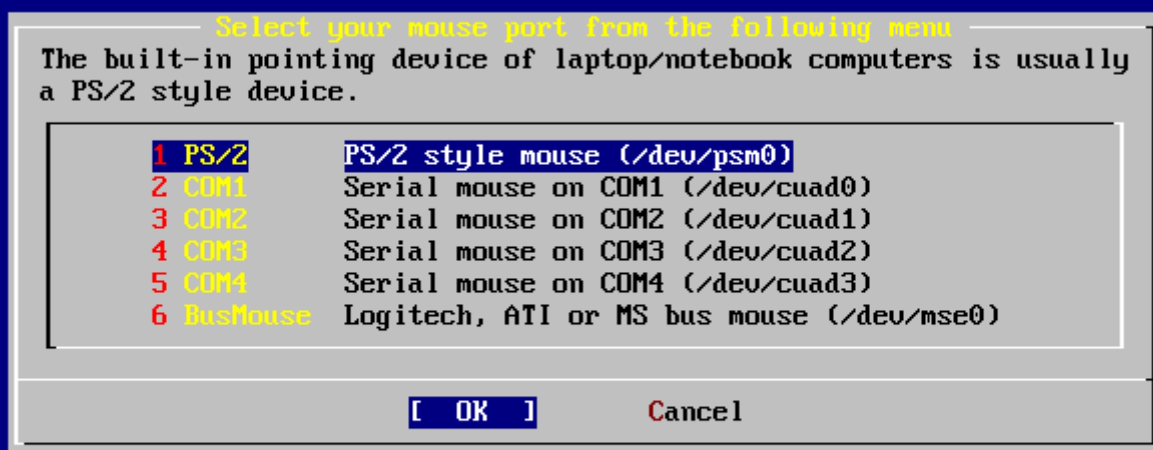 Select your mouse port from the following menu
The built-in pointing device of laptop/notebook computers is usually
a PS/2 style device.
1 PS/2 PS/2 style mouse (/dev/psm0)
2 COM1 Serial mouse on COM1 (/dev/cuad0)
3 COM2 Serial mouse on COM2 (/dev/cuad1)
4 COM3 Serial mouse on COM3 (/dev/cuad2)
5 COM4 Serial mouse on COM4 (/dev/cuad3)
6 BusMouse Logitech, ATI or MS bus mouse (/dev/mse0)
[ OK ] Cancel